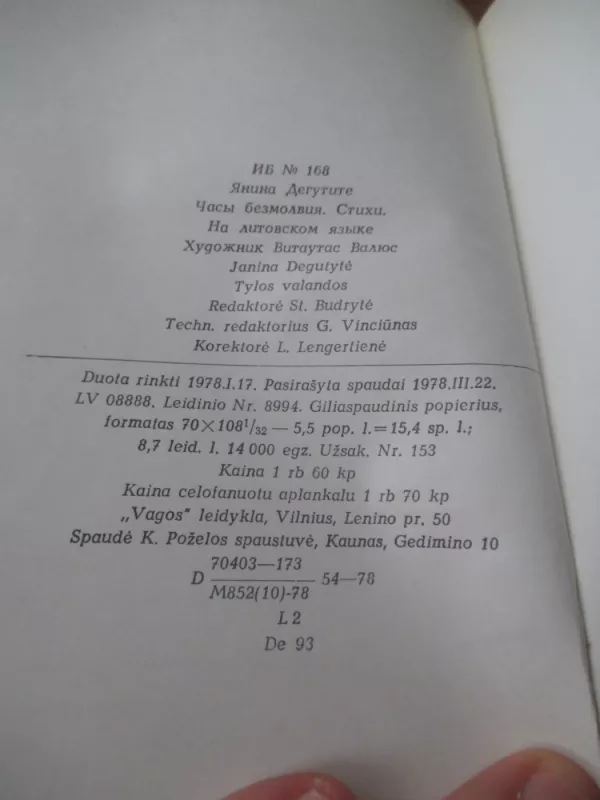 ИБ № 168
Янина Дегутите
Часы безмолвия. Стихи.
На литовском языке
Художник Витаутас Валюс
Janina Degutytė
Tylos valandos
Redaktorė St. Budrytė
Techn. redaktorius G. Vinciūnas
Korektorė L. Lengertienė
Duota rinkti 1978.I.17. Pasirašyta spaudai 1978.III.22.
LV 08888. Leidinio Nr. 8994. Giliaspaudinis popierius,
formatas 70×108¹/₃₂ — 5,5 pop. l. = 15,4 sp. l.;
8,7 leid. l. 14 000 egz. Užsak. Nr. 153
Kaina 1 rb 60 kp
Kaina celofanuotu aplankalu 1 rb 70 kp
„Vagos" leidykla, Vilnius, Lenino pr. 50
Spaudė K. Poželos spaustuvė, Kaunas, Gedimino 10
70403—173
D 54—78
M852(10)-78
L 2
De 93